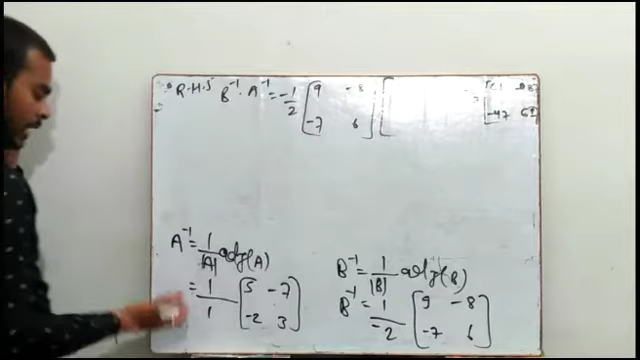 R.H.S B⁻¹·A⁻¹ = -1/2 [9 -8
-7 6] [
-47
A⁻¹ = 1/|A| adj(A)
= 1/1 [5 -7
-2 3]
B⁻¹ = 1/|B| adj(B)
B⁻¹ = 1/-2 [9 -8
-7 6]